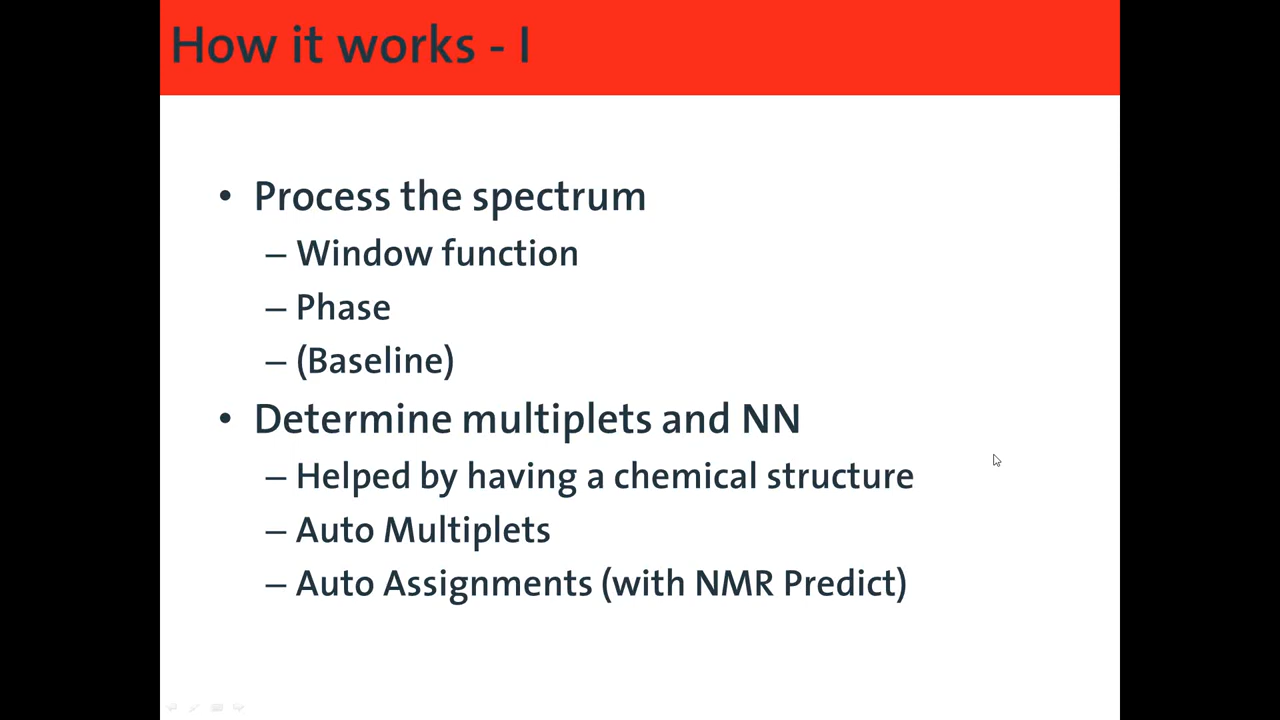 How it works - I
• Process the spectrum
– Window function
– Phase
– (Baseline)
• Determine multiplets and NN
– Helped by having a chemical structure
– Auto Multiplets
– Auto Assignments (with NMR Predict)